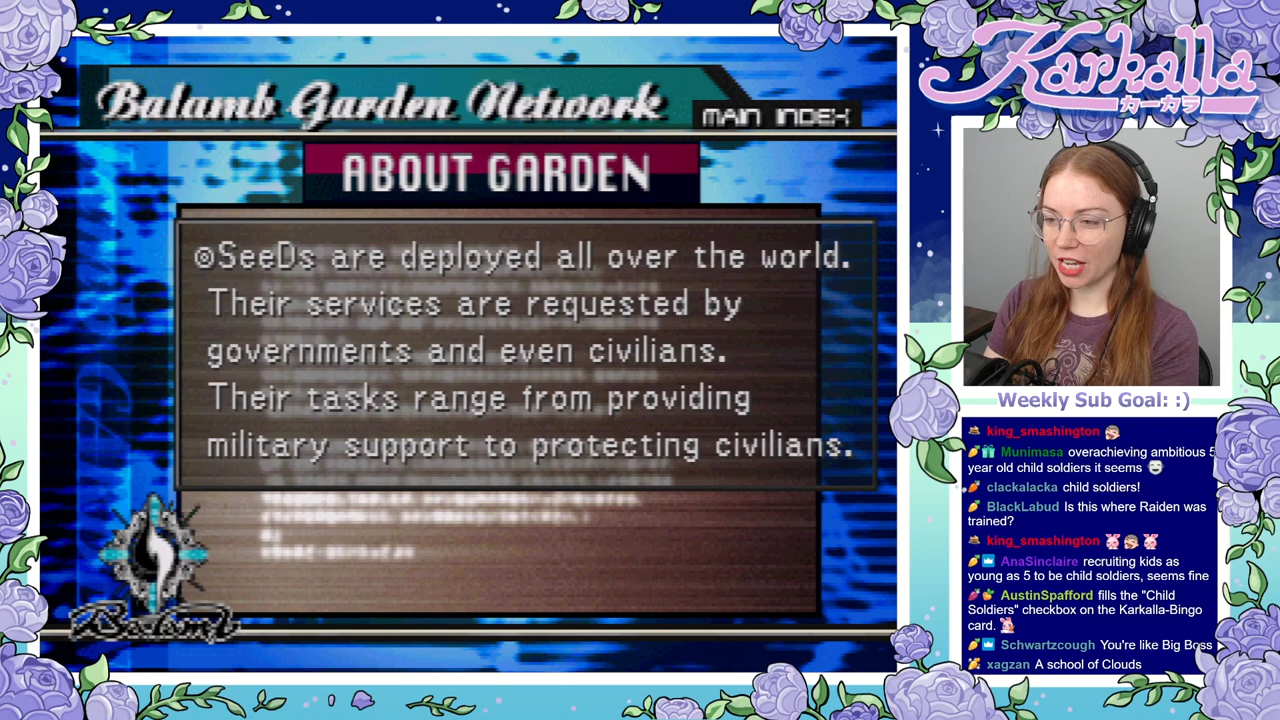 Balamb Garden Network
MAIN INDEX
ABOUT GARDEN
◎SeeDs are deployed all over the world.
Their services are requested by
governments and even civilians.
Their tasks range from providing
military support to protecting civilians.
Balamb
Karkalla
カーカラ
Weekly Sub Goal: :)
king_smashington
Munimasa overachieving ambitious 5
year old child soldiers it seems
clackalacka child soldiers!
BlackLabud Is this where Raiden was
trained?
king_smashington
AnaSinclaire recruiting kids as
young as 5 to be child soldiers, seems fine
AustinSpafford fills the "Child
Soldiers" checkbox on the Karkalla-Bingo
card.
Schwartzcough You're like Big Boss
xagzan A school of Clouds